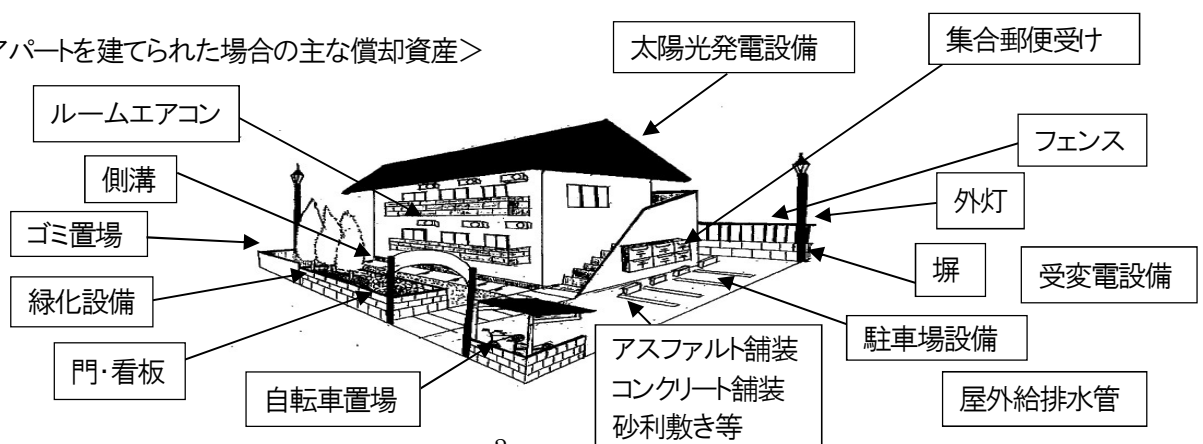 アパートを建てられた場合の主な償却資産＞
太陽光発電設備
集合郵便受け
ルームエアコン
フェンス
側溝
外灯
ゴミ置場
塀
受変電設備
緑化設備
駐車場設備
門・看板
アスファルト舗装
コンクリート舗装
砂利敷き等
自転車置場
屋外給排水管